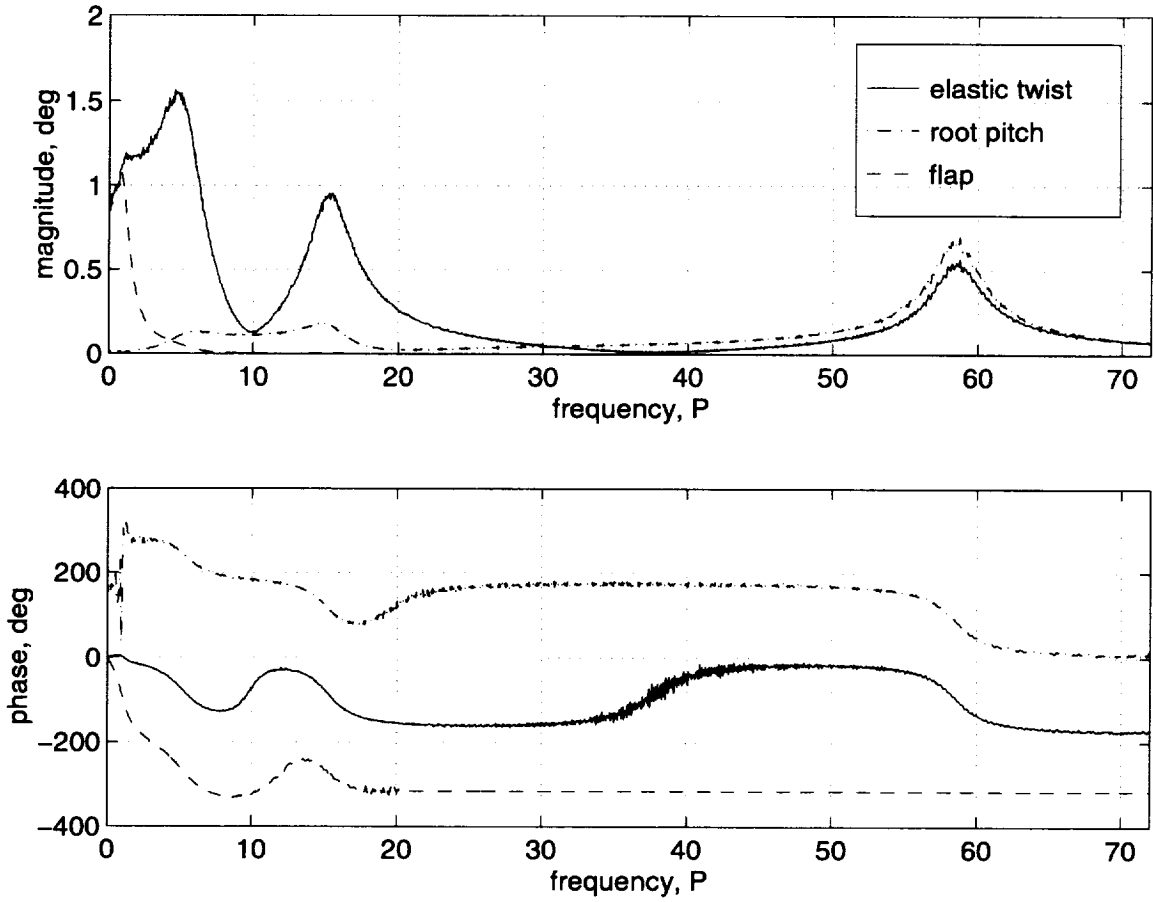 2
1.5
1
0.5
0
magnitude, deg
elastic twist
root pitch
flap
0 10 20 30 40 50 60 70
frequency, P
400
200
0
−200
−400
phase, deg
0 10 20 30 40 50 60 70
frequency, P